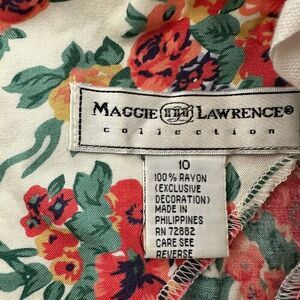 MAGGIE LAWRENCE®
collection
10
100% RAYON
(EXCLUSIVE
DECORATION)
MADE IN
PHILIPPINES
RN 72882
CARE SEE
REVERSE